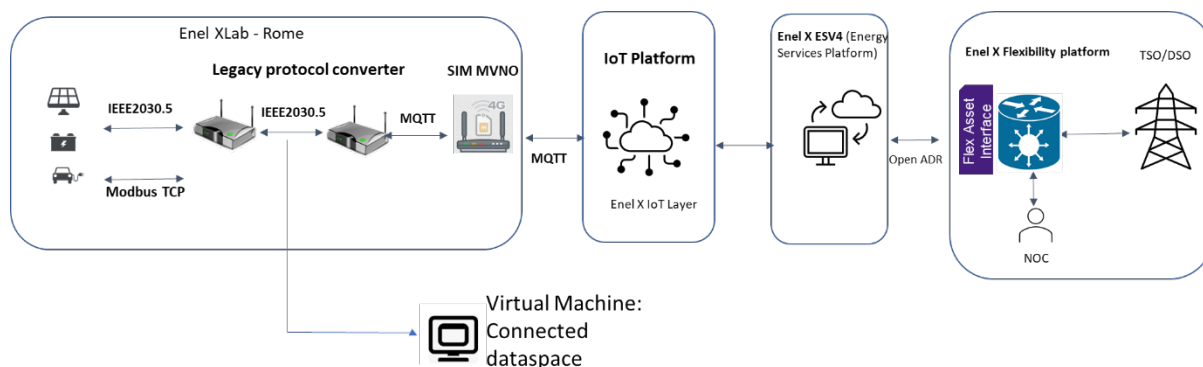 Enel XLab - Rome
Legacy protocol converter
SIM MVNO
IEEE2030.5
IEEE2030.5
MQTT
4G
Modbus TCP
MQTT
IoT Platform
Enel X IoT Layer
Enel X ESV4 (Energy
Services Platform)
Open ADR
Enel X Flexibility platform
TSO/DSO
Flex Asset
Interface
NOC
Virtual Machine:
Connected
dataspace